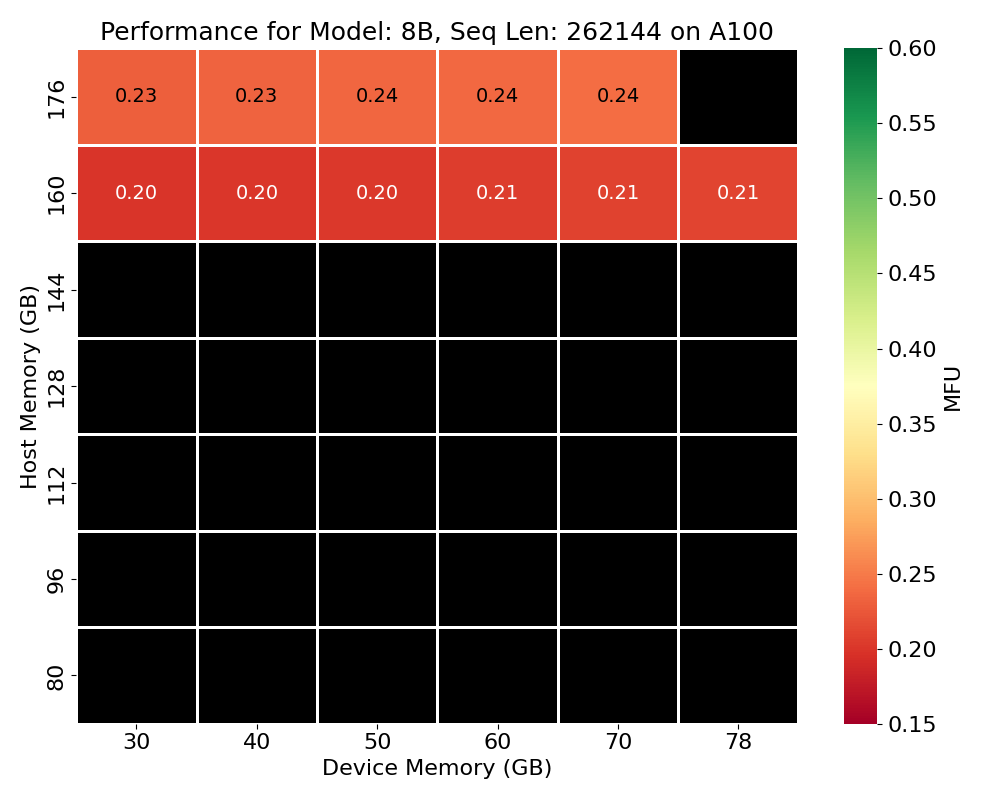 Performance for Model: 8B, Seq Len: 262144 on A100
176
0.23 0.23 0.24 0.24 0.24
160
0.20 0.20 0.20 0.21 0.21 0.21
144
128
112
96
80
Host Memory (GB)
30 40 50 60 70 78
Device Memory (GB)
0.60
0.55
0.50
0.45
0.40
0.35
0.30
0.25
0.20
0.15
MFU